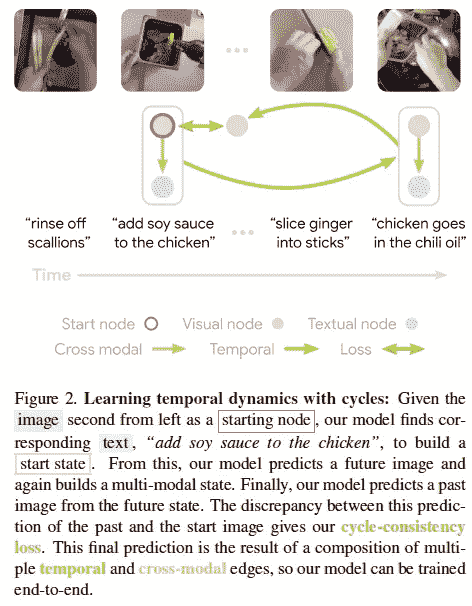 "rinse off
scallions"
"add soy sauce
to the chicken"
"slice ginger
into sticks"
"chicken goes
in the chili oil"
Time
Start node
Visual node
Textual node
Cross modal
Temporal
Loss
Figure 2. Learning temporal dynamics with cycles: Given the
image second from left as a starting node, our model finds cor-
responding text, "add soy sauce to the chicken", to build a
start state. From this, our model predicts a future image and
again builds a multi-modal state. Finally, our model predicts a past
image from the future state. The discrepancy between this predic-
tion of the past and the start image gives our cycle-consistency
loss. This final prediction is the result of a composition of multi-
ple temporal and cross-modal edges, so our model can be trained
end-to-end.